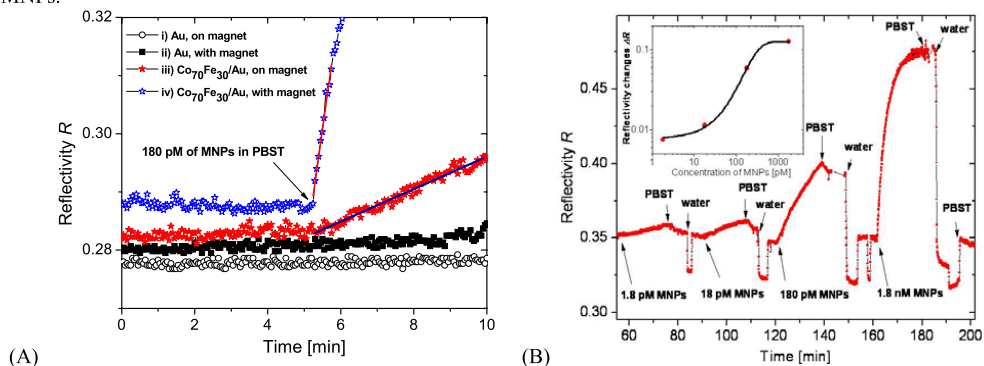 MNPs.
0.32
0.30
0.28
Reflectivity R
i) Au, on magnet
ii) Au, with magnet
iii) Co70Fe30/Au, on magnet
iv) Co70Fe30/Au, with magnet
180 pM of MNPs in PBST
0 2 4 6 8 10
Time [min]
(A)
0.45
0.40
0.35
0.30
Reflectivity R
Reflectivity changes ΔR
0.1
0.01
1 10 100 1000
Concentration of MNPs [pM]
PBST
water
PBST
water
PBST
water
PBST
water
PBST
1.8 pM MNPs
18 pM MNPs
180 pM MNPs
1.8 nM MNPs
60 80 100 120 140 160 180 200
Time [min]
(B)